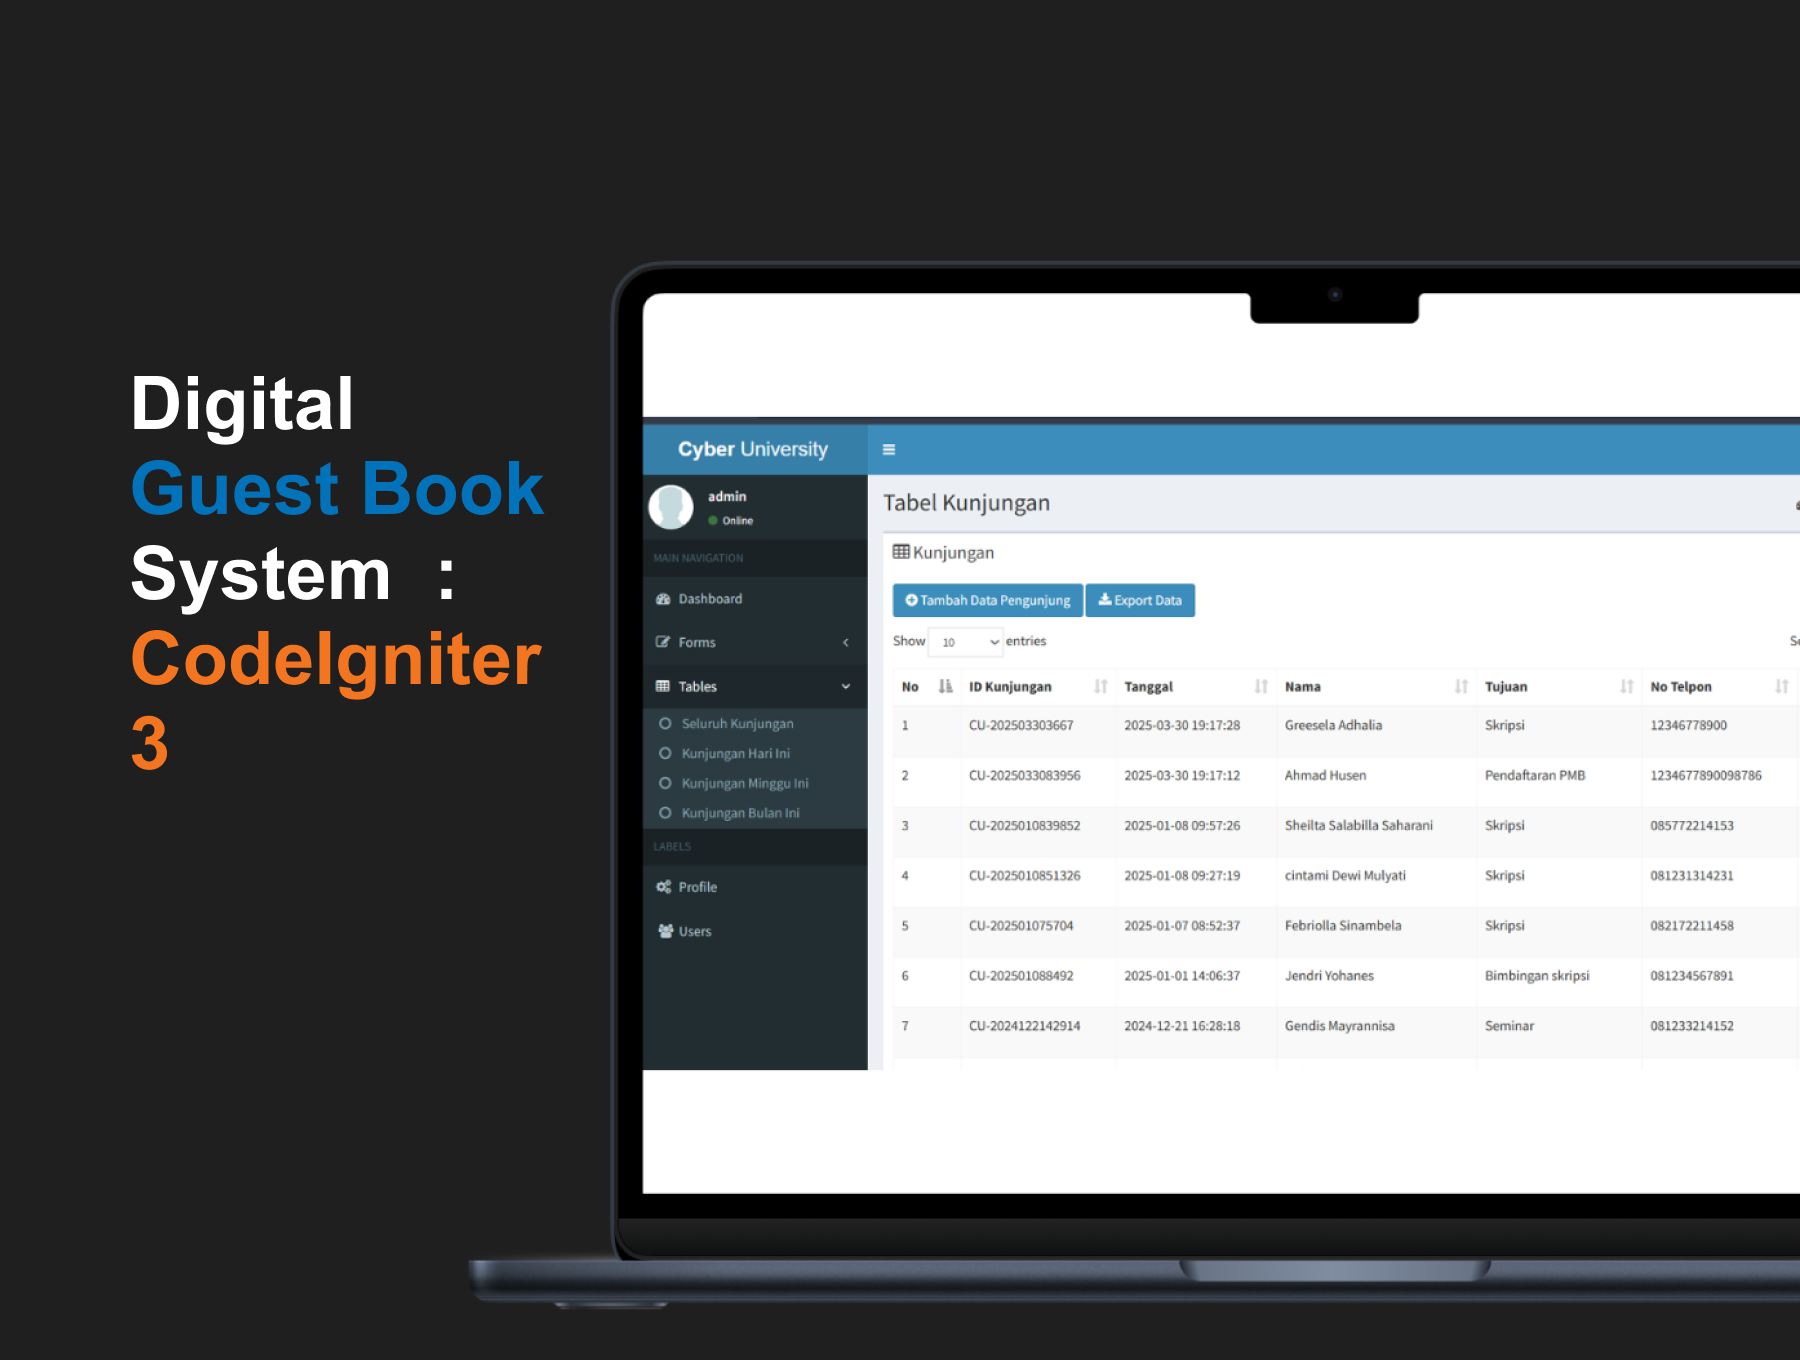 Digital
Guest Book
System :
CodeIgniter
3
Cyber University
admin
Online
MAIN NAVIGATION
Dashboard
Forms
Tables
Seluruh Kunjungan
Kunjungan Hari Ini
Kunjungan Minggu Ini
Kunjungan Bulan Ini
LABELS
Profile
Users
Tabel Kunjungan
Kunjungan
Tambah Data Pengunjung Export Data
Show 10 entries
No ID Kunjungan Tanggal Nama Tujuan No Telpon
1 CU-202503303667 2025-03-30 19:17:28 Greesela Adhalia Skripsi 12346778900
2 CU-2025033083956 2025-03-30 19:17:12 Ahmad Husen Pendaftaran PMB 1234677890098786
3 CU-2025010839852 2025-01-08 09:57:26 Sheilta Salabilla Saharani Skripsi 085772214153
4 CU-2025010851326 2025-01-08 09:27:19 cintami Dewi Mulyati Skripsi 081231314231
5 CU-202501075704 2025-01-07 08:52:37 Febriolla Sinambela Skripsi 082172211458
6 CU-202501088492 2025-01-01 14:06:37 Jendri Yohanes Bimbingan skripsi 081234567891
7 CU-2024122142914 2024-12-21 16:28:18 Gendis Mayrannisa Seminar 081233214152